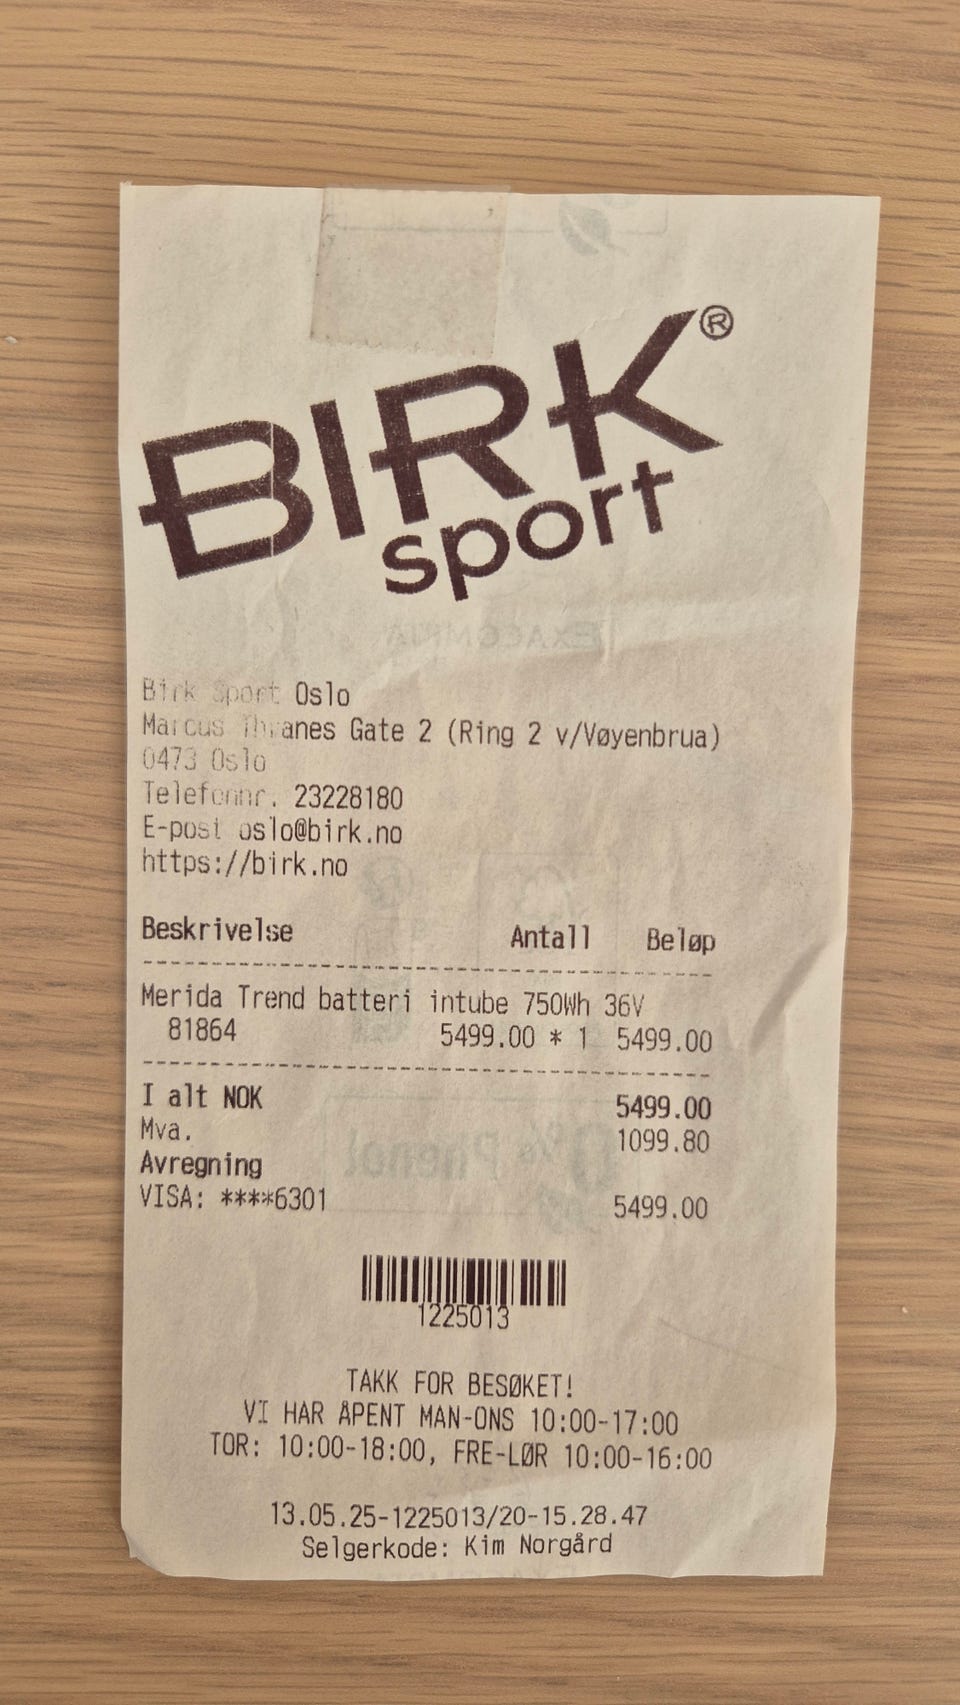 BIRK®
sport
Birk Sport Oslo
Marcus Thranes Gate 2 (Ring 2 v/Vøyenbrua)
0473 Oslo
Telefonnr. 23228180
E-post oslo@birk.no
https://birk.no
Beskrivelse Antall Beløp
Merida Trend batteri intube 750Wh 36V
81864 5499.00 * 1 5499.00
I alt NOK 5499.00
Mva. 1099.80
Avregning
VISA: ****6301 5499.00
1225013
TAKK FOR BESØKET!
VI HAR ÅPENT MAN-ONS 10:00-17:00
TOR: 10:00-18:00, FRE-LØR 10:00-16:00
13.05.25-1225013/20-15.28.47
Selgerkode: Kim Norgård